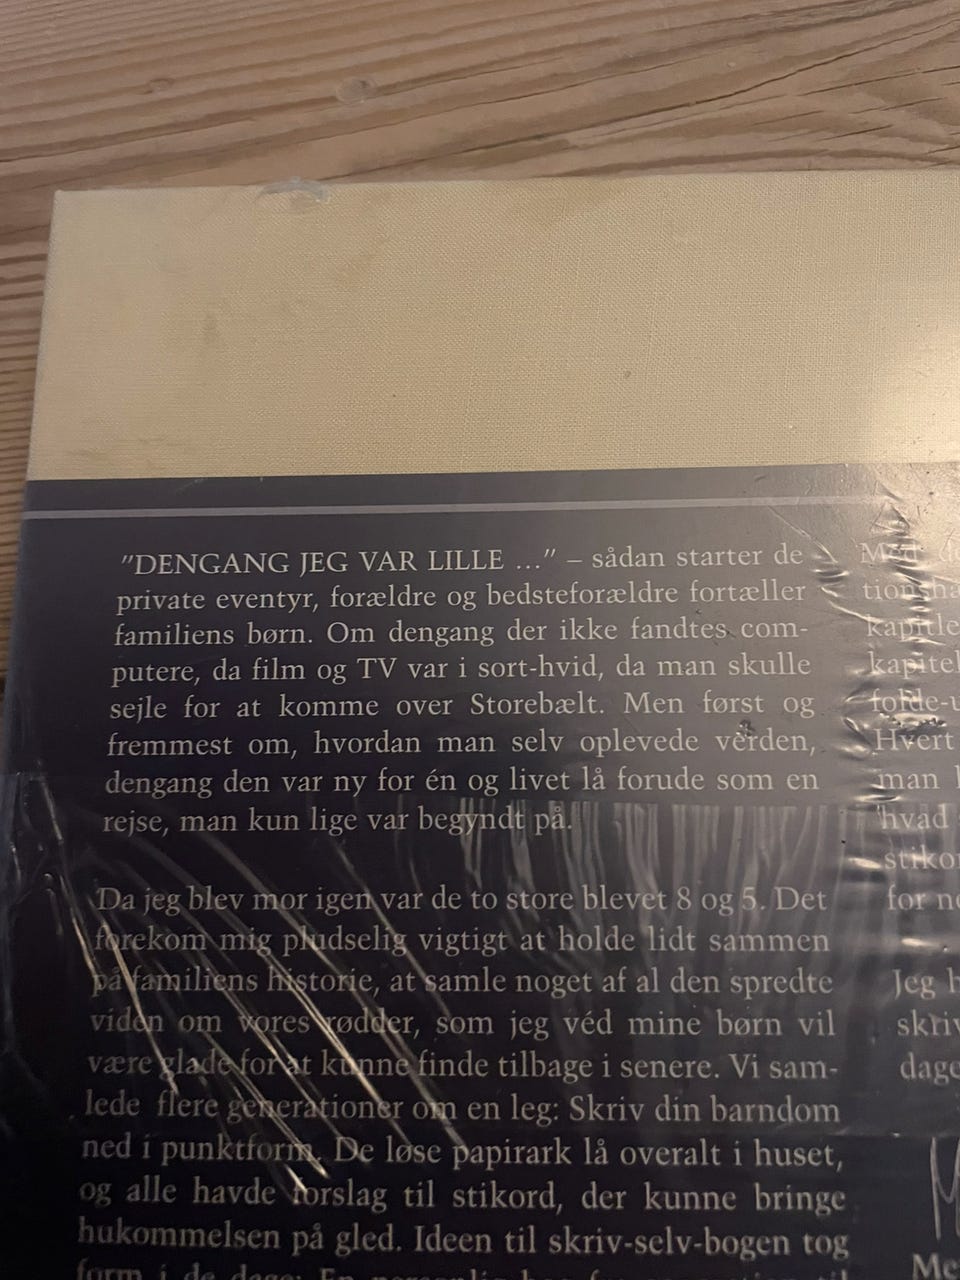 "DENGANG JEG VAR LILLE ..." – sådan starter de
private eventyr, forældre og bedsteforældre fortæller
familiens børn. Om dengang der ikke fandtes com-
putere, da film og TV var i sort-hvid, da man skulle
sejle for at komme over Storebælt. Men først og
fremmest om, hvordan man selv oplevede verden,
dengang den var ny for én og livet lå forude som en
rejse, man kun lige var begyndt på.
Da jeg blev mor igen var de to store blevet 8 og 5. Det
forekom mig pludselig vigtigt at holde lidt sammen
på familiens historie, at samle noget af al den spredte
viden om vores rødder, som jeg véd mine børn vil
være glade for at kunne finde tilbage i senere. Vi sam-
lede flere generationer om en leg: Skriv din barndom
ned i punktform. De løse papirark lå overalt i huset,
og alle havde forslag til stikord, der kunne bringe
hukommelsen på gled. Ideen til skriv-selv-bogen tog
form i de dage: En personlig bog
kapitel
Hvert
man
hvad
for
Jeg